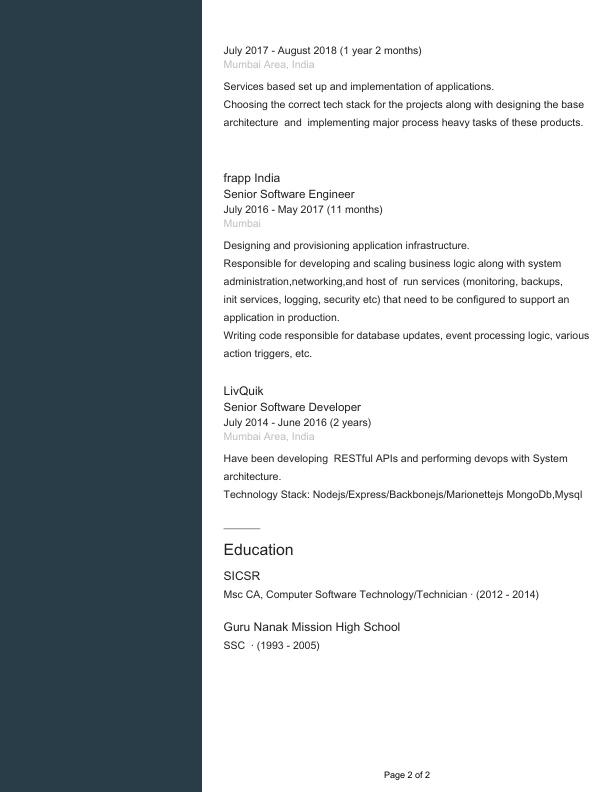 July 2017 - August 2018 (1 year 2 months)
Mumbai Area, India
Services based set up and implementation of applications.
Choosing the correct tech stack for the projects along with designing the base
architecture  and  implementing major process heavy tasks of these products.
frapp India
Senior Software Engineer
July 2016 - May 2017 (11 months)
Mumbai
Designing and provisioning application infrastructure.
Responsible for developing and scaling business logic along with system
administration,networking,and host of  run services (monitoring, backups,
init services, logging, security etc) that need to be configured to support an
application in production.
Writing code responsible for database updates, event processing logic, various
action triggers, etc.
LivQuik
Senior Software Developer
July 2014 - June 2016 (2 years)
Mumbai Area, India
Have been developing  RESTful APIs and performing devops with System
architecture.
Technology Stack: Nodejs/Express/Backbonejs/Marionettejs MongoDb,Mysql
Education
SICSR
Msc CA, Computer Software Technology/Technician · (2012 - 2014)
Guru Nanak Mission High School
SSC  · (1993 - 2005)
Page 2 of 2